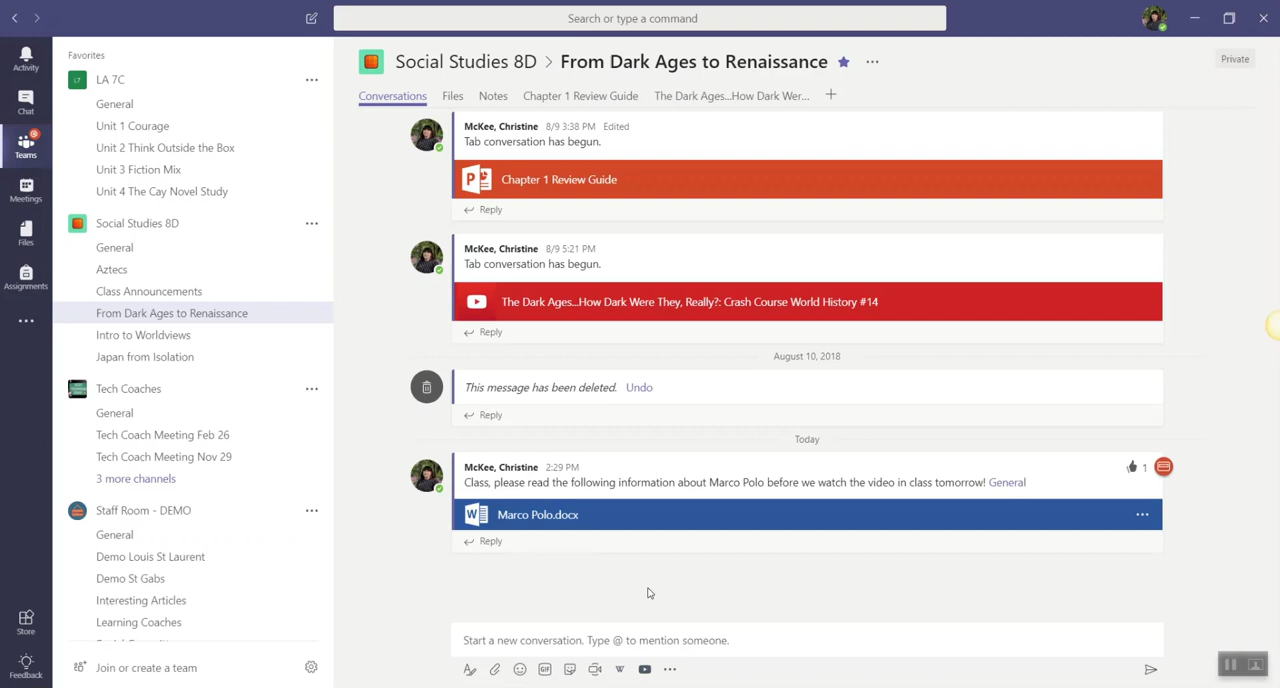 Search or type a command
Activity
Chat
Teams
Meetings
Files
Assignments
Store
Feedback
Favorites
L7
LA 7C
General
Unit 1 Courage
Unit 2 Think Outside the Box
Unit 3 Fiction Mix
Unit 4 The Cay Novel Study
Social Studies 8D
General
Aztecs
Class Announcements
From Dark Ages to Renaissance
Intro to Worldviews
Japan from Isolation
Tech Coaches
General
Tech Coach Meeting Feb 26
Tech Coach Meeting Nov 29
3 more channels
Staff Room - DEMO
General
Demo Louis St Laurent
Demo St Gabs
Interesting Articles
Learning Coaches
Join or create a team
Social Studies 8D > From Dark Ages to Renaissance
Private
Conversations Files Notes Chapter 1 Review Guide The Dark Ages...How Dark Wer...
McKee, Christine 8/9 3:38 PM Edited
Tab conversation has begun.
Chapter 1 Review Guide
Reply
McKee, Christine 8/9 5:21 PM
Tab conversation has begun.
The Dark Ages...How Dark Were They, Really?: Crash Course World History #14
Reply
August 10, 2018
This message has been deleted. Undo
Reply
Today
McKee, Christine 2:29 PM
1
Class, please read the following information about Marco Polo before we watch the video in class tomorrow! General
Marco Polo.docx
Reply
Start a new conversation. Type @ to mention someone.
GIF
W